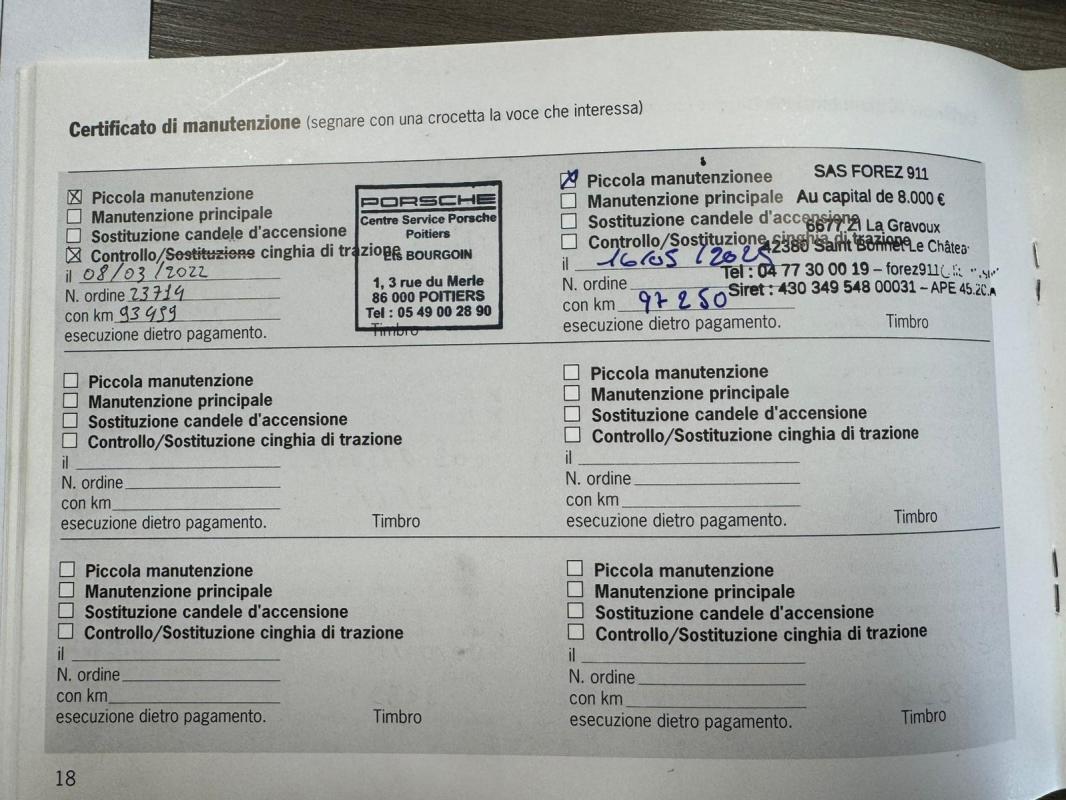 Certificato di manutenzione (segnare con una crocetta la voce che interessa)
Piccola manutenzione
Manutenzione principale
Sostituzione candele d'accensione
Controllo/Sostituzione cinghia di trazione
il 08/03/2022
N. ordine 23714
con km 93499
esecuzione dietro pagamento.
Timbro
PORSCHE
Centre Service Porsche
Poitiers
Ets BOURGOIN
1, 3 rue du Merle
86 000 POITIERS
Tel : 05 49 00 28 90
Piccola manutenzionee
Manutenzione principale
Sostituzione candele d'accensione
Controllo/Sostituzione cinghia di trazione
il 16/05/2025
N. ordine
con km 97250
esecuzione dietro pagamento.
Timbro
SAS FOREZ 911
Au capital de 8.000 €
La Gravoux
42380 Saint Bonnet Le Château
Tel : 04 77 30 00 19 – forez911
Siret : 430 349 548 00031 – APE 45.20.A
Piccola manutenzione
Manutenzione principale
Sostituzione candele d'accensione
Controllo/Sostituzione cinghia di trazione
il
N. ordine
con km
esecuzione dietro pagamento.
Timbro
Piccola manutenzione
Manutenzione principale
Sostituzione candele d'accensione
Controllo/Sostituzione cinghia di trazione
il
N. ordine
con km
esecuzione dietro pagamento.
Timbro
Piccola manutenzione
Manutenzione principale
Sostituzione candele d'accensione
Controllo/Sostituzione cinghia di trazione
il
N. ordine
con km
esecuzione dietro pagamento.
Timbro
Piccola manutenzione
Manutenzione principale
Sostituzione candele d'accensione
Controllo/Sostituzione cinghia di trazione
il
N. ordine
con km
esecuzione dietro pagamento.
Timbro
18